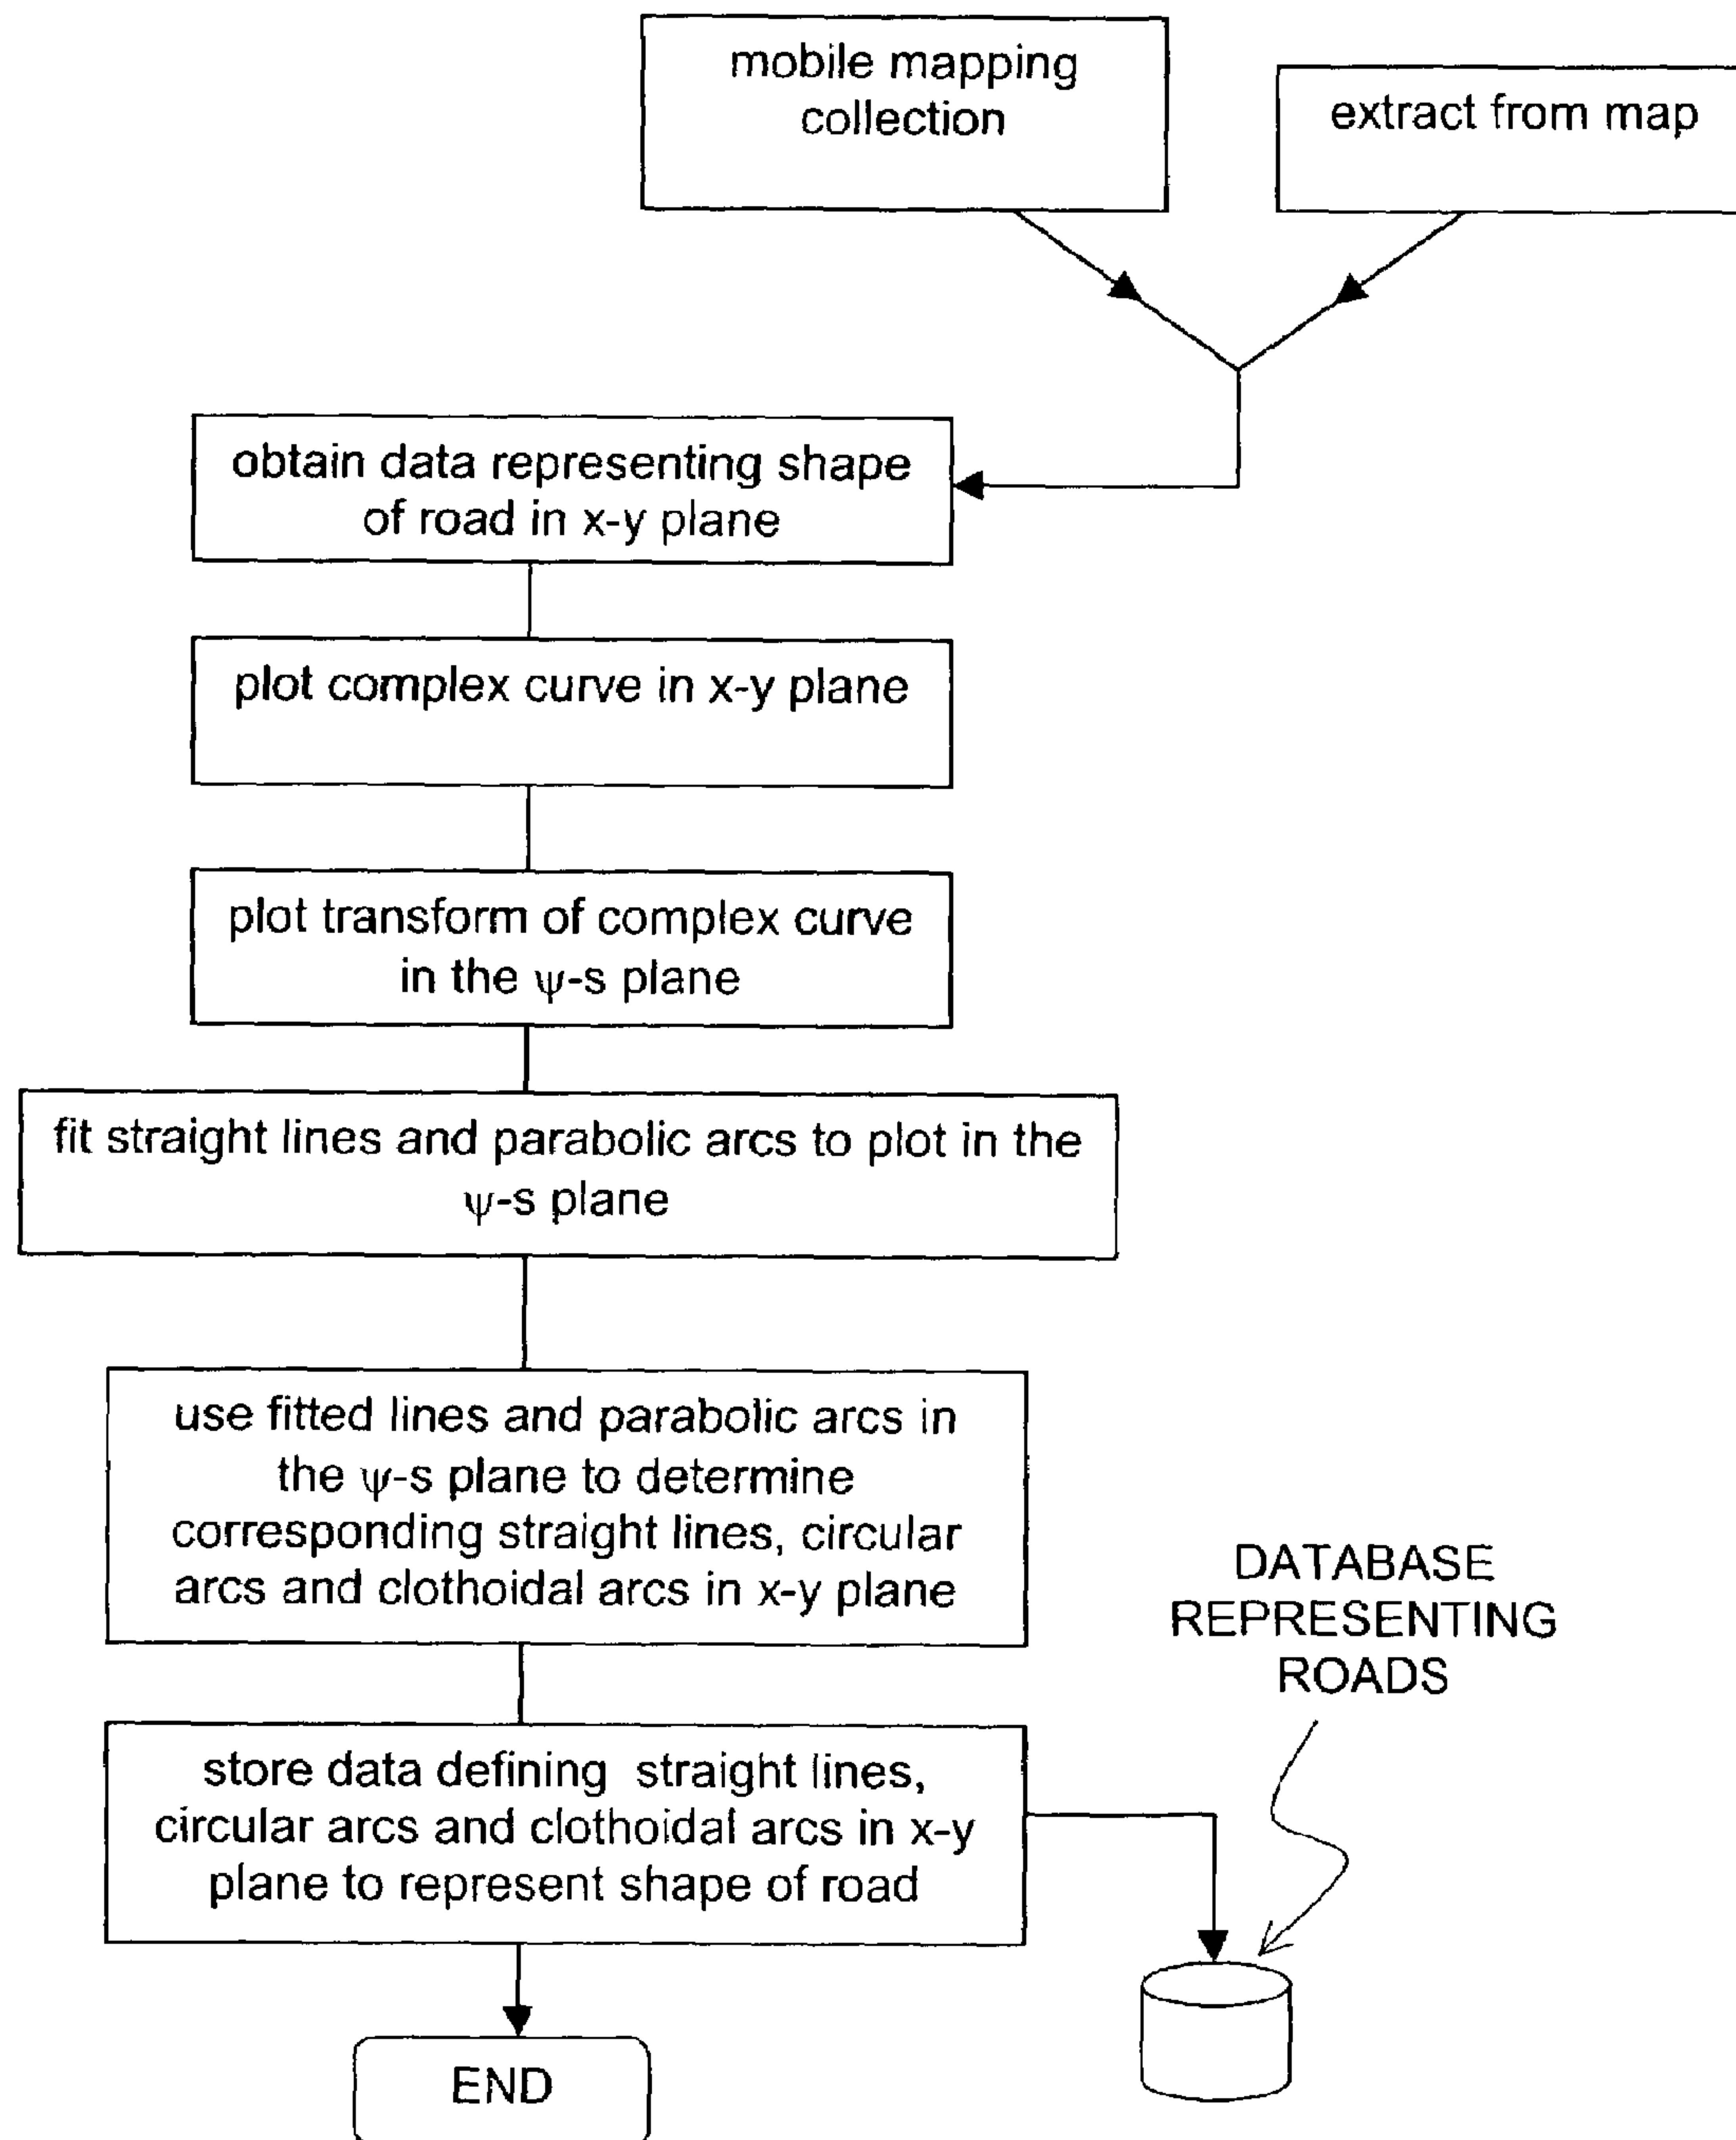 mobile mapping
collection
extract from map
obtain data representing shape
of road in x-y plane
plot complex curve in x-y plane
plot transform of complex curve
in the ψ-s plane
fit straight lines and parabolic arcs to plot in the
ψ-s plane
use fitted lines and parabolic arcs in
the ψ-s plane to determine
corresponding straight lines, circular
arcs and clothoidal arcs in x-y plane
DATABASE
REPRESENTING
ROADS
store data defining straight lines,
circular arcs and clothoidal arcs in x-y
plane to represent shape of road
END